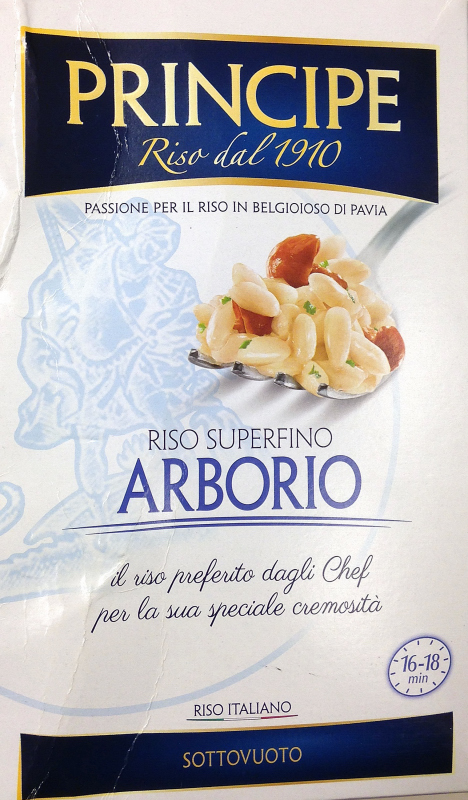 PRINCIPE
Riso dal 1910
PASSIONE PER IL RISO IN BELGIOIOSO DI PAVIA
RISO SUPERFINO
ARBORIO
il riso preferito dagli Chef
per la sua speciale cremosità
16-18
min
RISO ITALIANO
SOTTOVUOTO